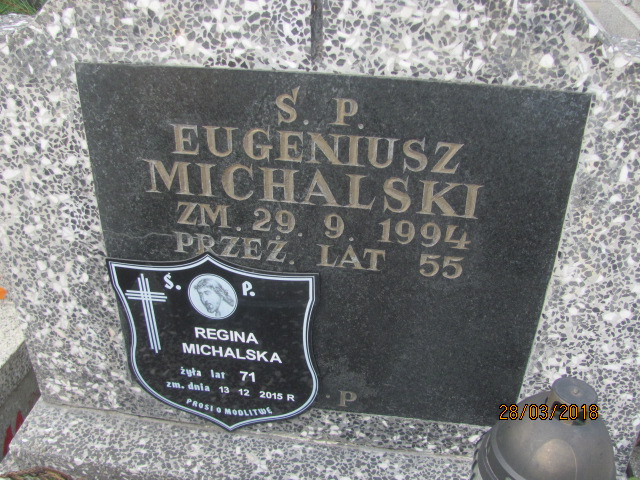 Ś. P.
EUGENIUSZ
MICHALSKI
ZM. 29. 9. 1994
PRZEŻ. LAT 55
Ś. P.
REGINA
MICHALSKA
żyła lat 71
zm. dnia 13 12 2015 R
PROSI O MODLITWĘ
P
28/03/2018